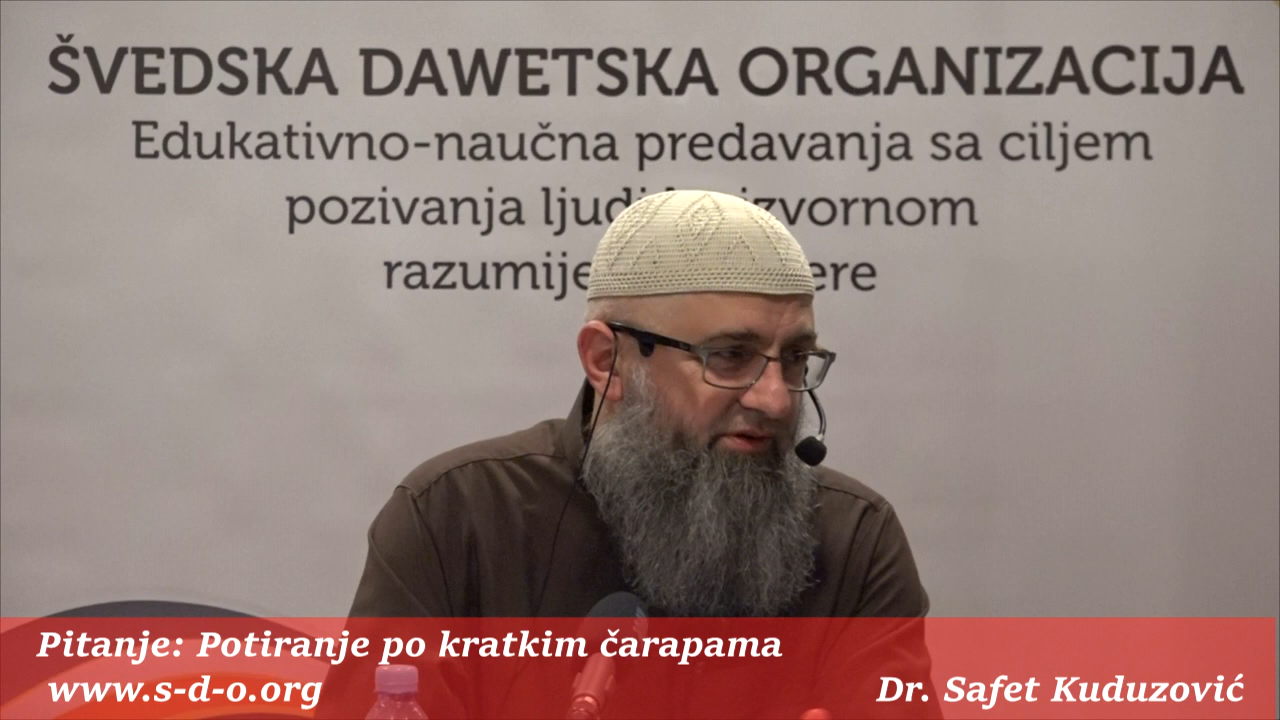 ŠVEDSKA DAWETSKA ORGANIZACIJA
Edukativno-naučna predavanja sa ciljem
pozivanja ljudi izvornom
Pitanje: Potiranje po kratkim čarapama
www.s-d-o.org
Dr. Safet Kuduzović